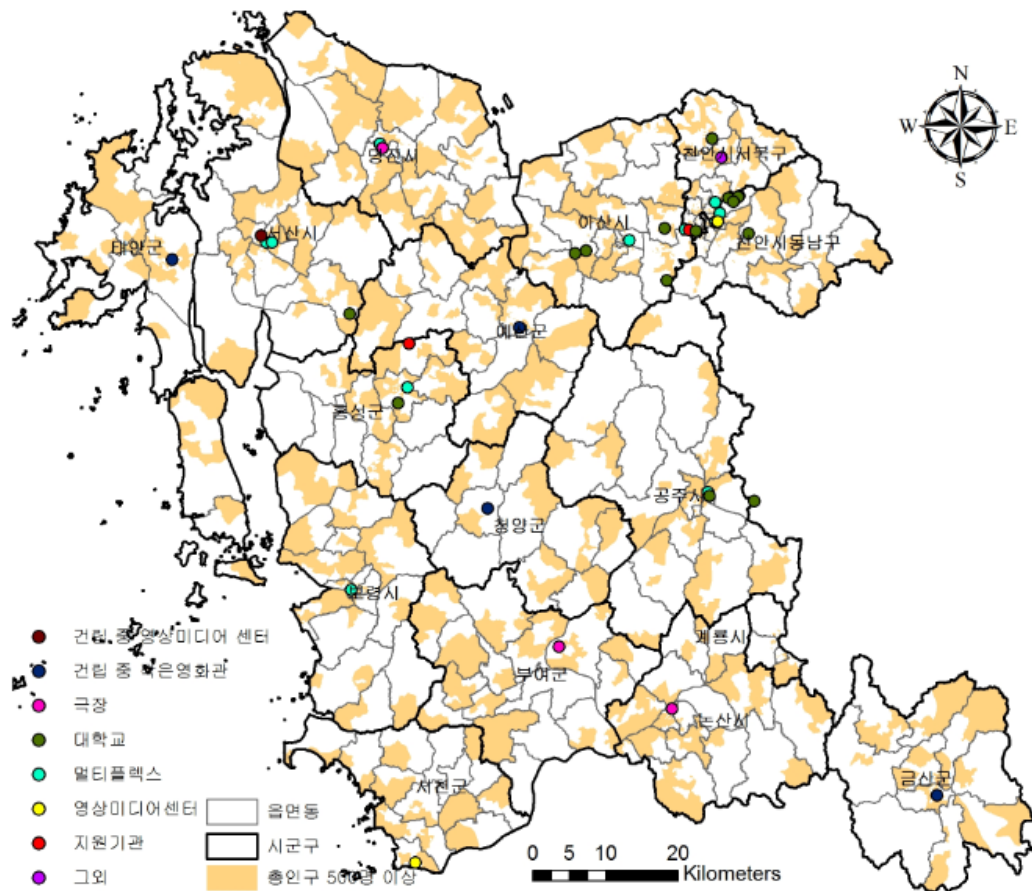 N
W E
S
당진시
천안시서북구
아산시
서산시
천안시동남구
태안군
예산군
홍성군
공주시
청양군
보령시
계룡시
부여군
논산시
서천군
금산군
건립 중 영상미디어 센터
건립 중 작은영화관
극장
대학교
멀티플렉스
영상미디어센터
지원기관
그외
읍면동
시군구
총인구 500명 이상
0 5 10 20
Kilometers